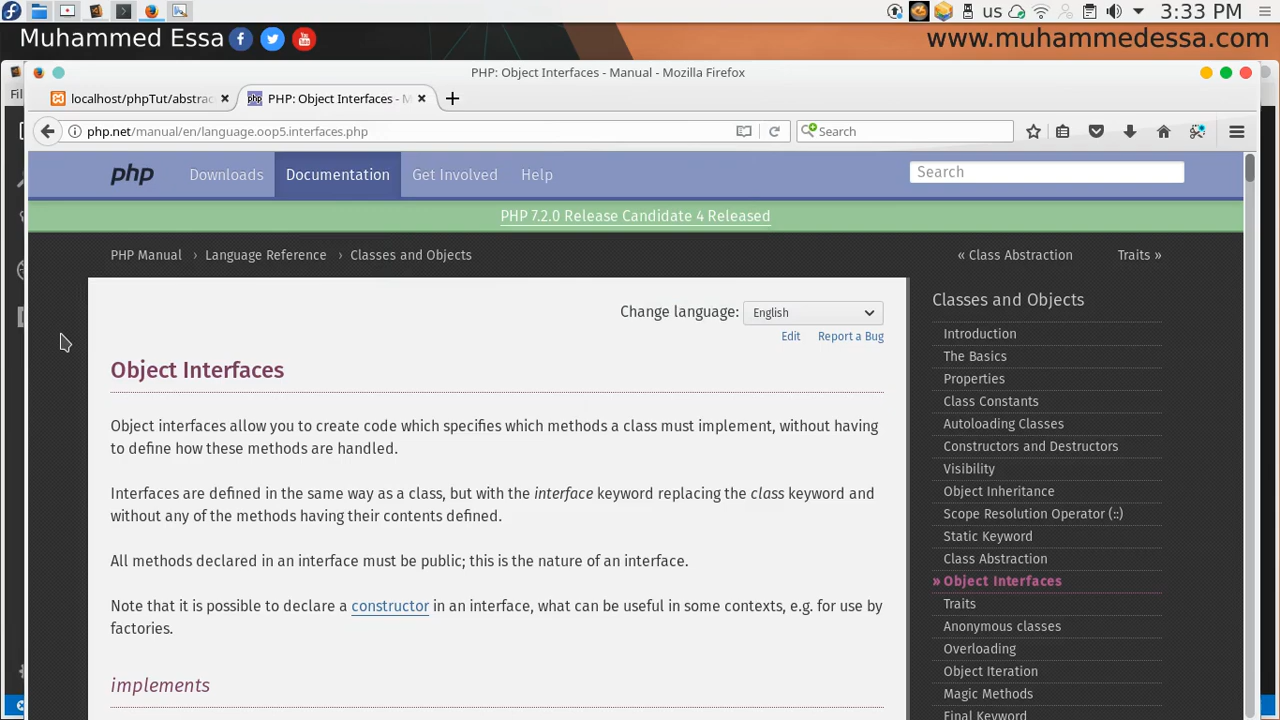 us 3:33 PM
Muhammed Essa
www.muhammedessa.com
PHP: Object Interfaces - Manual - Mozilla Firefox
Fil
localhost/phpTut/abstrac
php PHP: Object Interfaces - M
php.net/manual/en/language.oop5.interfaces.php
Search
php Downloads Documentation Get Involved Help
Search
PHP 7.2.0 Release Candidate 4 Released
PHP Manual › Language Reference › Classes and Objects
« Class Abstraction Traits »
Change language: English
Edit Report a Bug
Object Interfaces
Object interfaces allow you to create code which specifies which methods a class must implement, without having
to define how these methods are handled.
Interfaces are defined in the same way as a class, but with the interface keyword replacing the class keyword and
without any of the methods having their contents defined.
All methods declared in an interface must be public; this is the nature of an interface.
Note that it is possible to declare a constructor in an interface, what can be useful in some contexts, e.g. for use by
factories.
implements
Classes and Objects
Introduction
The Basics
Properties
Class Constants
Autoloading Classes
Constructors and Destructors
Visibility
Object Inheritance
Scope Resolution Operator (::)
Static Keyword
Class Abstraction
» Object Interfaces
Traits
Anonymous classes
Overloading
Object Iteration
Magic Methods
Final Keyword